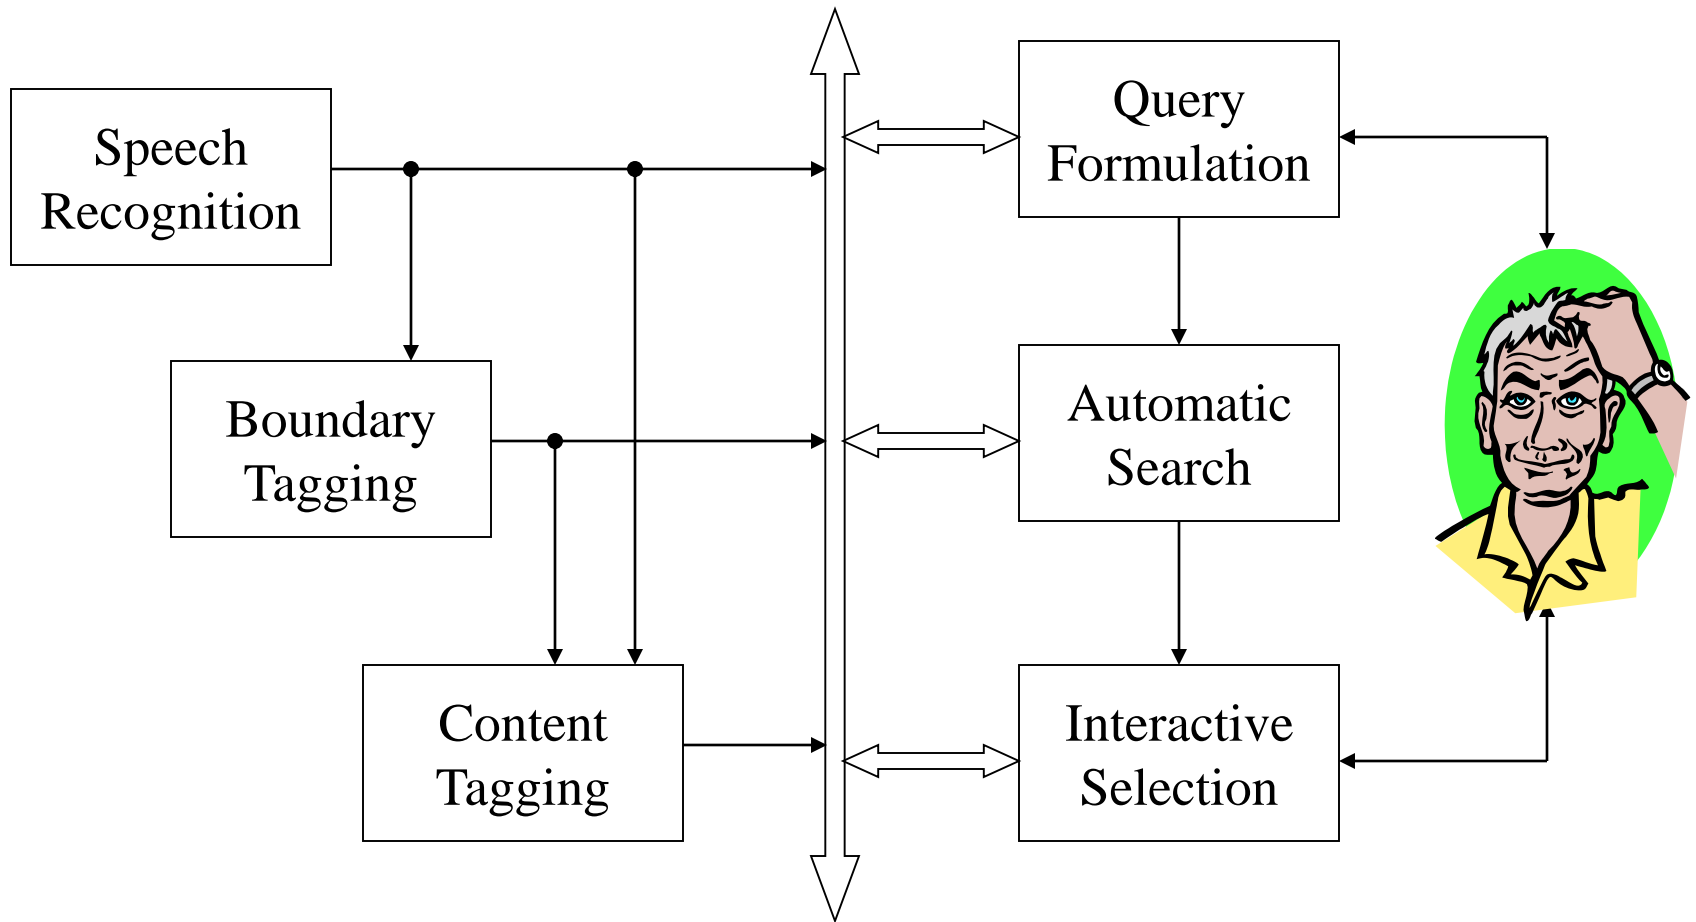 Speech
Recognition
Boundary
Tagging
Content
Tagging
Query
Formulation
Automatic
Search
Interactive
Selection